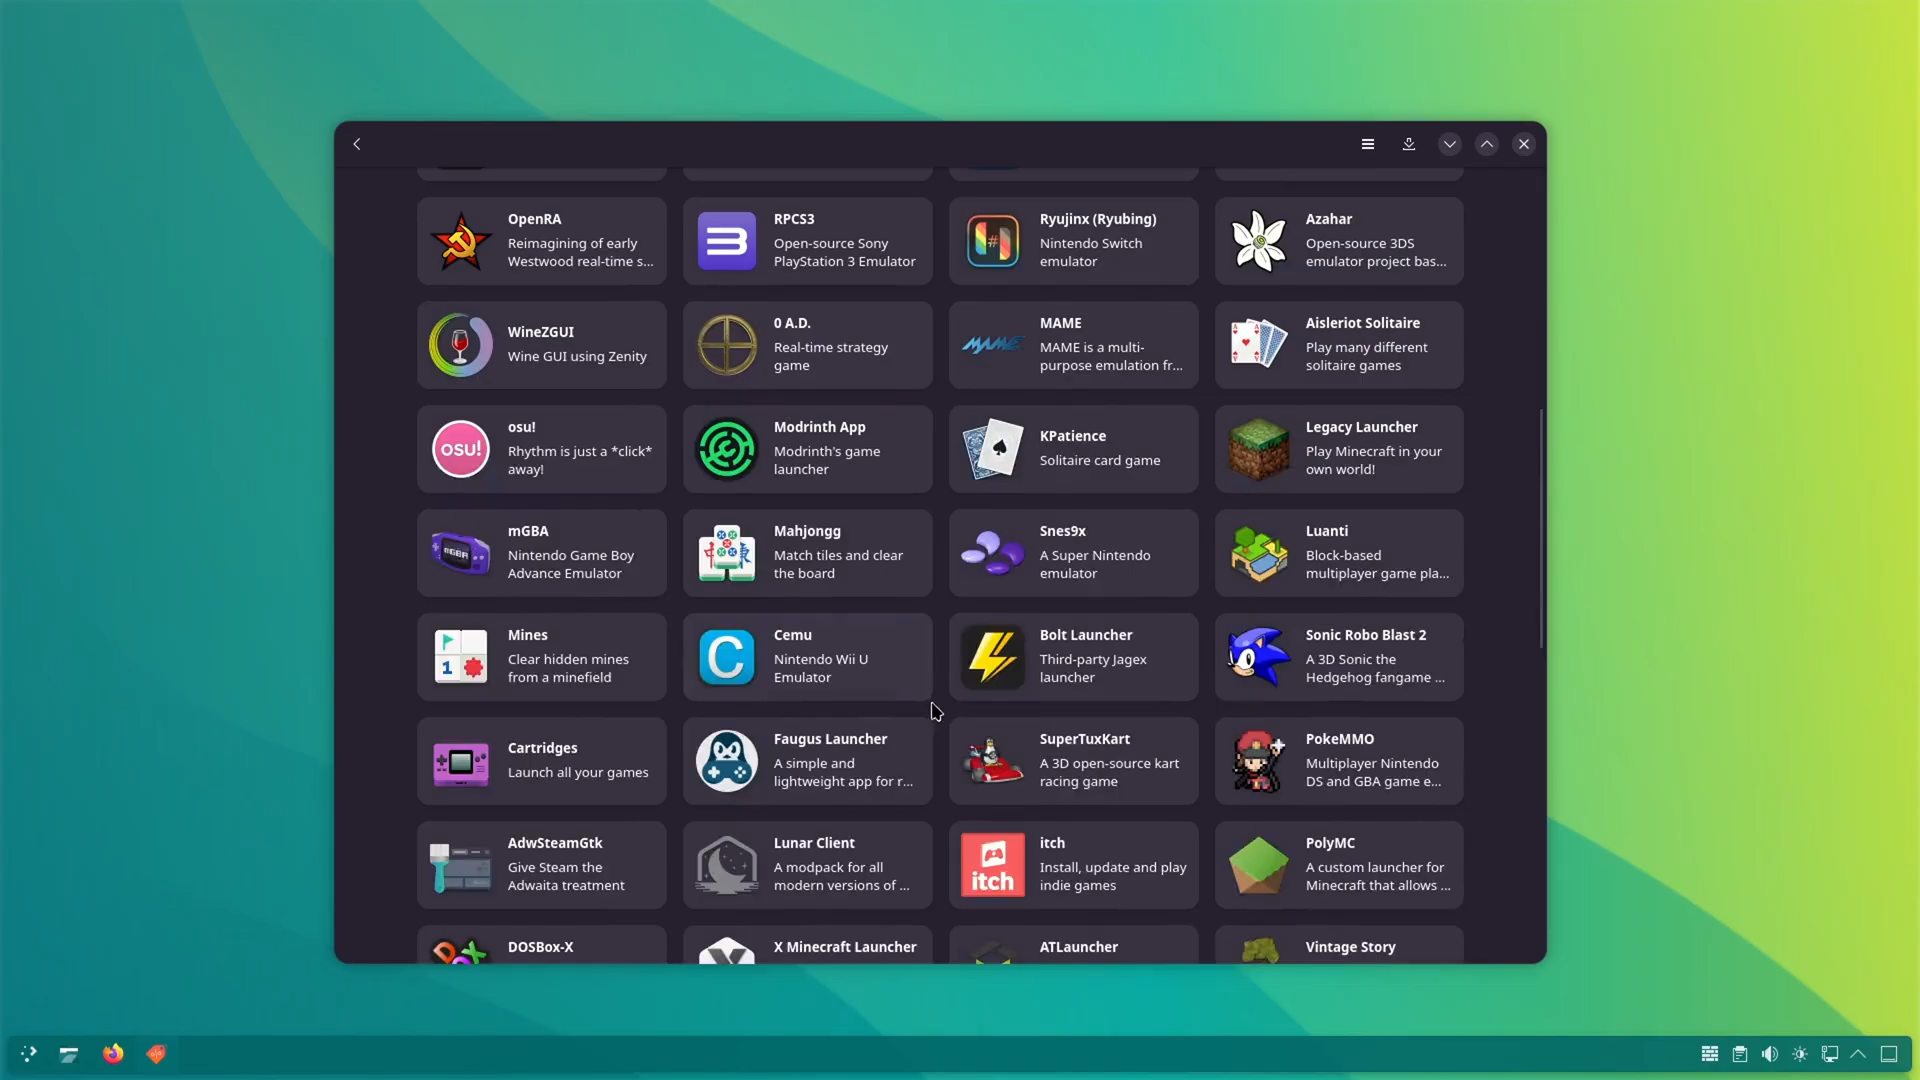 OpenRA
Reimagining of early
Westwood real-time s...
RPCS3
Open-source Sony
PlayStation 3 Emulator
Ryujinx (Ryubing)
Nintendo Switch
emulator
Azahar
Open-source 3DS
emulator project bas...
WineZGUI
Wine GUI using Zenity
0 A.D.
Real-time strategy
game
MAME
MAME
MAME is a multi-
purpose emulation fr...
Aisleriot Solitaire
Play many different
solitaire games
osu!
osu!
Rhythm is just a *click*
away!
Modrinth App
Modrinth's game
launcher
KPatience
Solitaire card game
Legacy Launcher
Play Minecraft in your
own world!
mGBA
mGBA
Nintendo Game Boy
Advance Emulator
中
東
Mahjongg
Match tiles and clear
the board
Snes9x
A Super Nintendo
emulator
Luanti
Block-based
multiplayer game pla...
1
Mines
Clear hidden mines
from a minefield
C
Cemu
Nintendo Wii U
Emulator
Bolt Launcher
Third-party Jagex
launcher
Sonic Robo Blast 2
A 3D Sonic the
Hedgehog fangame ...
Cartridges
Launch all your games
Faugus Launcher
A simple and
lightweight app for r...
SuperTuxKart
A 3D open-source kart
racing game
PokeMMO
Multiplayer Nintendo
DS and GBA game e...
AdwSteamGtk
Give Steam the
Adwaita treatment
Lunar Client
A modpack for all
modern versions of ...
itch
itch
Install, update and play
indie games
PolyMC
A custom launcher for
Minecraft that allows ...
DOX
DOSBox-X
X Minecraft Launcher
ATLauncher
Vintage Story